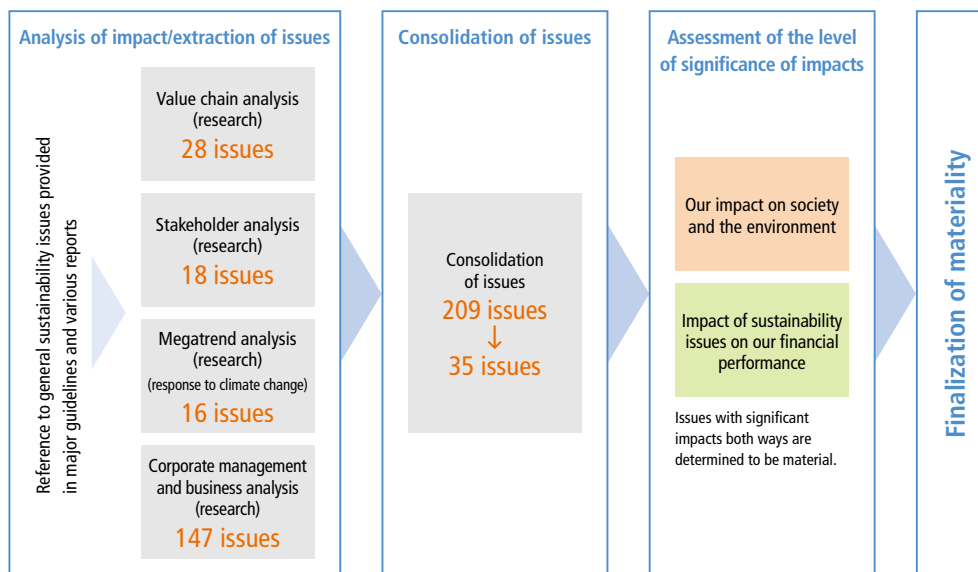 Analysis of impact/extraction of issues
Reference to general sustainability issues provided
in major guidelines and various reports
Value chain analysis
(research)
28 issues
Stakeholder analysis
(research)
18 issues
Megatrend analysis
(research)
(response to climate change)
16 issues
Corporate management
and business analysis
(research)
147 issues
Consolidation of issues
Consolidation
of issues
209 issues
↓
35 issues
Assessment of the level
of significance of impacts
Our impact on society
and the environment
Impact of sustainability
issues on our financial
performance
Issues with significant
impacts both ways are
determined to be material.
Finalization of materiality